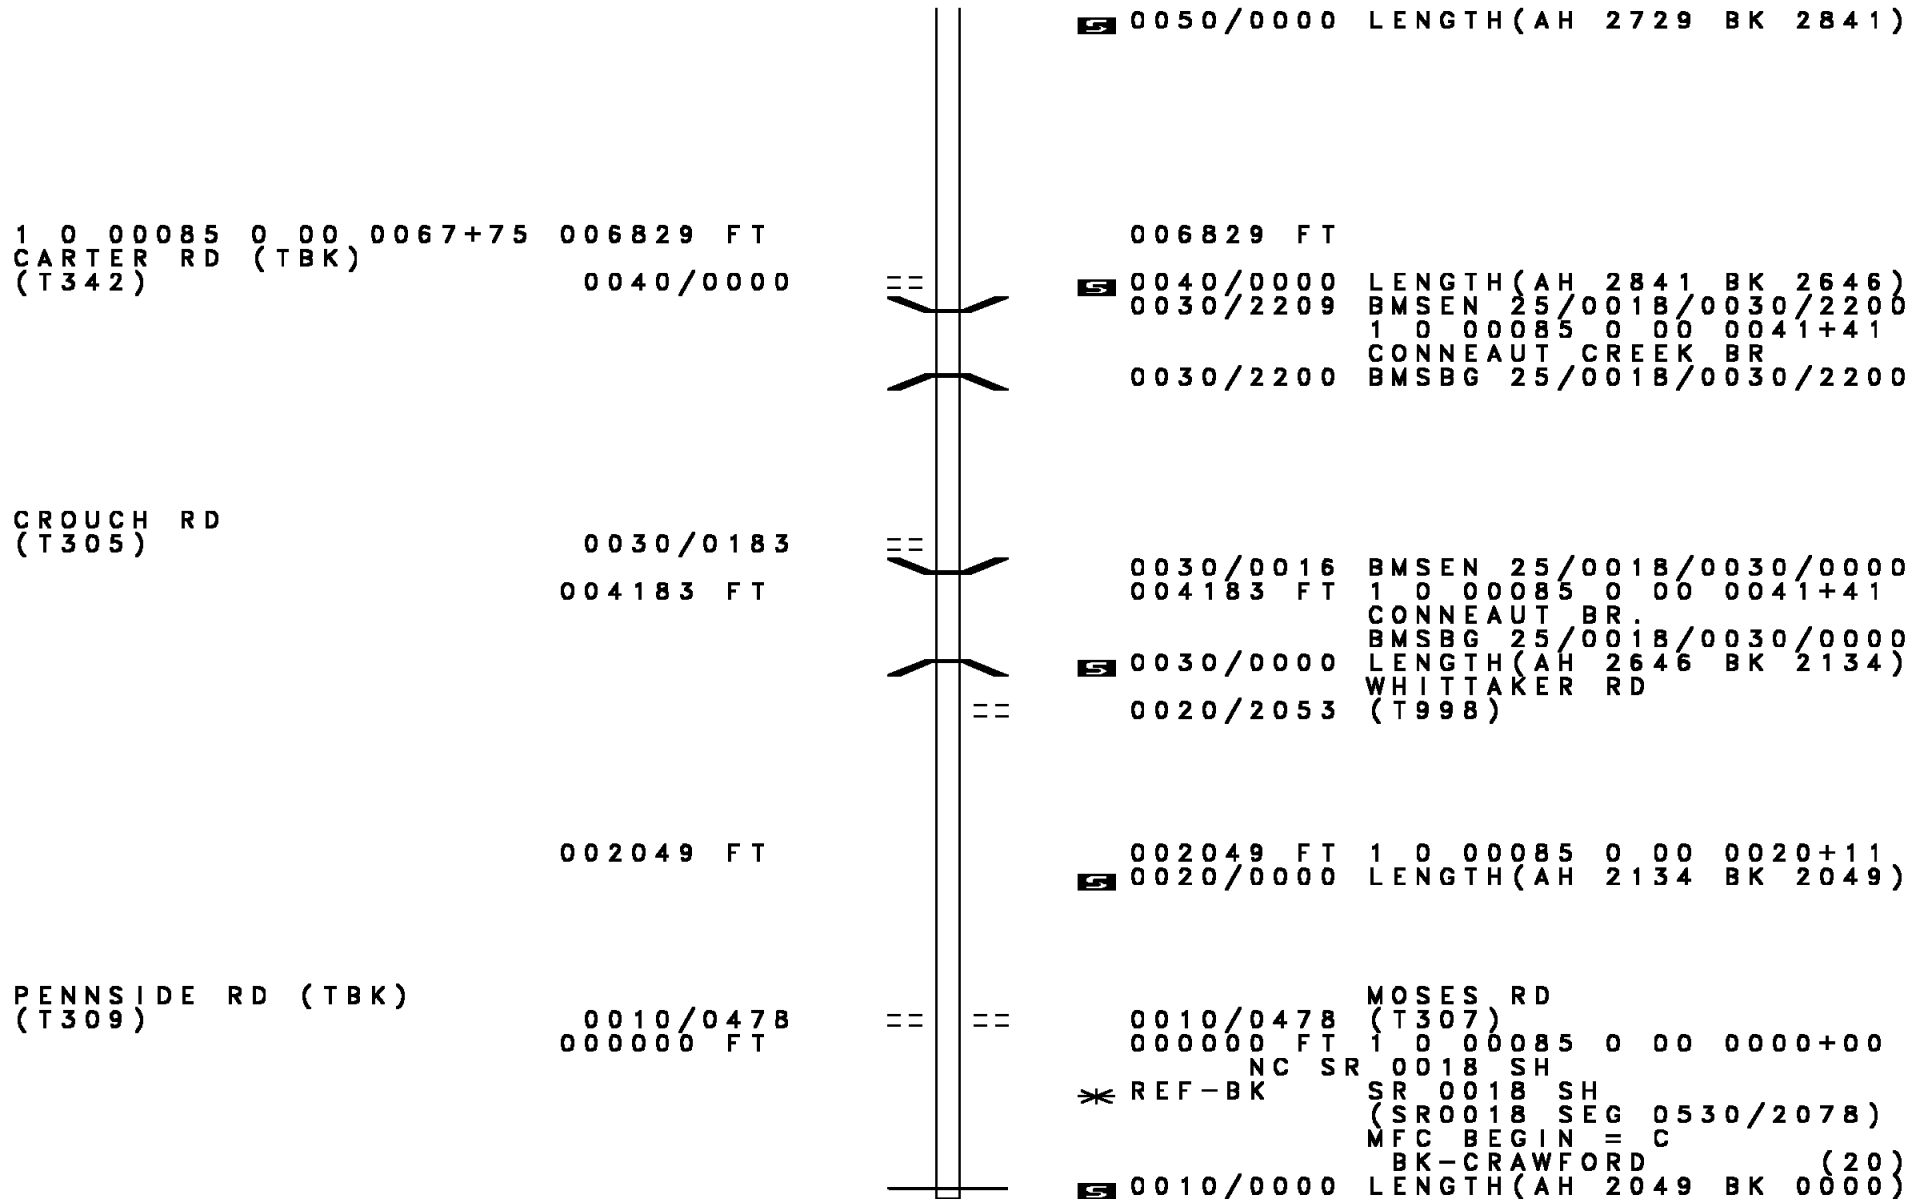 S 0050/0000 LENGTH(AH 2729 BK 2841)
1 0 00085 0 00 0067+75 006829 FT 006829 FT
CARTER RD (TBK)
(T342) 0040/0000 == S 0040/0000 LENGTH(AH 2841 BK 2646)
0030/2209 BMSEN 25/0018/0030/2200
1 0 00085 0 00 0041+41
CONNEAUT CREEK BR
0030/2200 BMSBG 25/0018/0030/2200
CROUCH RD
(T305) 0030/0183 ==
0030/0016 BMSEN 25/0018/0030/0000
004183 FT 004183 FT 1 0 00085 0 00 0041+41
CONNEAUT BR.
BMSBG 25/0018/0030/0000
S 0030/0000 LENGTH(AH 2646 BK 2134)
WHITTAKER RD
== 0020/2053 (T998)
002049 FT 002049 FT 1 0 00085 0 00 0020+11
S 0020/0000 LENGTH(AH 2134 BK 2049)
PENNSIDE RD (TBK) MOSES RD
(T309) 0010/0478 == == 0010/0478 (T307)
000000 FT 000000 FT 1 0 00085 0 00 0000+00
NC SR 0018 SH
REF-BK SR 0018 SH
(SR0018 SEG 0530/2078)
MFC BEGIN = C
BK-CRAWFORD (20)
S 0010/0000 LENGTH(AH 2049 BK 0000)